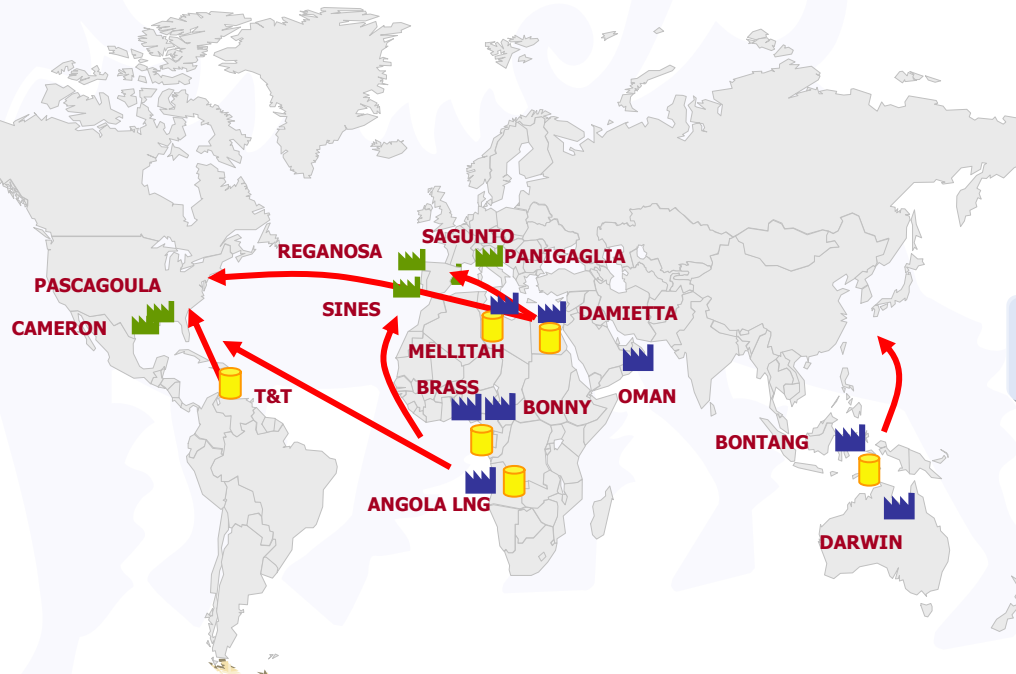 SAGUNTO
REGANOSA
PANIGAGLIA
PASCAGOULA
SINES
DAMIETTA
CAMERON
MELLITAH
BRASS
T&T
OMAN
BONNY
BONTANG
ANGOLA LNG
DARWIN